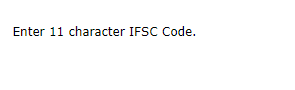 Enter 11 character IFSC Code.